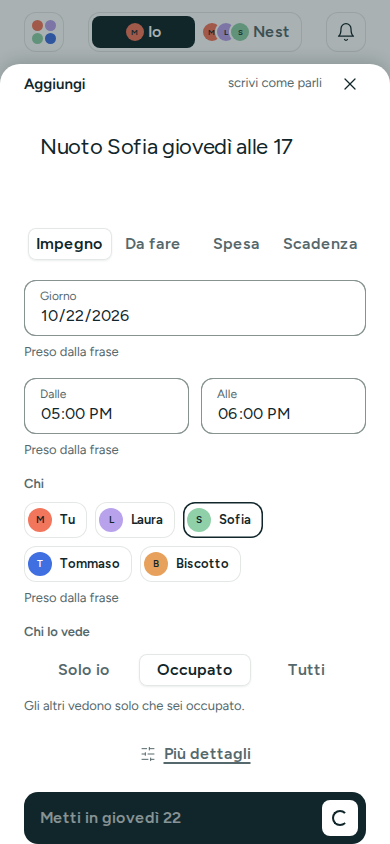 M Io
M L S Nest
Aggiungi
scrivi come parli
Nuoto Sofia giovedì alle 17
Impegno Da fare Spesa Scadenza
Giorno
10/22/2026
Preso dalla frase
Dalle
05:00 PM
Alle
06:00 PM
Preso dalla frase
Chi
M Tu
L Laura
S Sofia
T Tommaso
B Biscotto
Preso dalla frase
Chi lo vede
Solo io Occupato Tutti
Gli altri vedono solo che sei occupato.
Più dettagli
Metti in giovedì 22